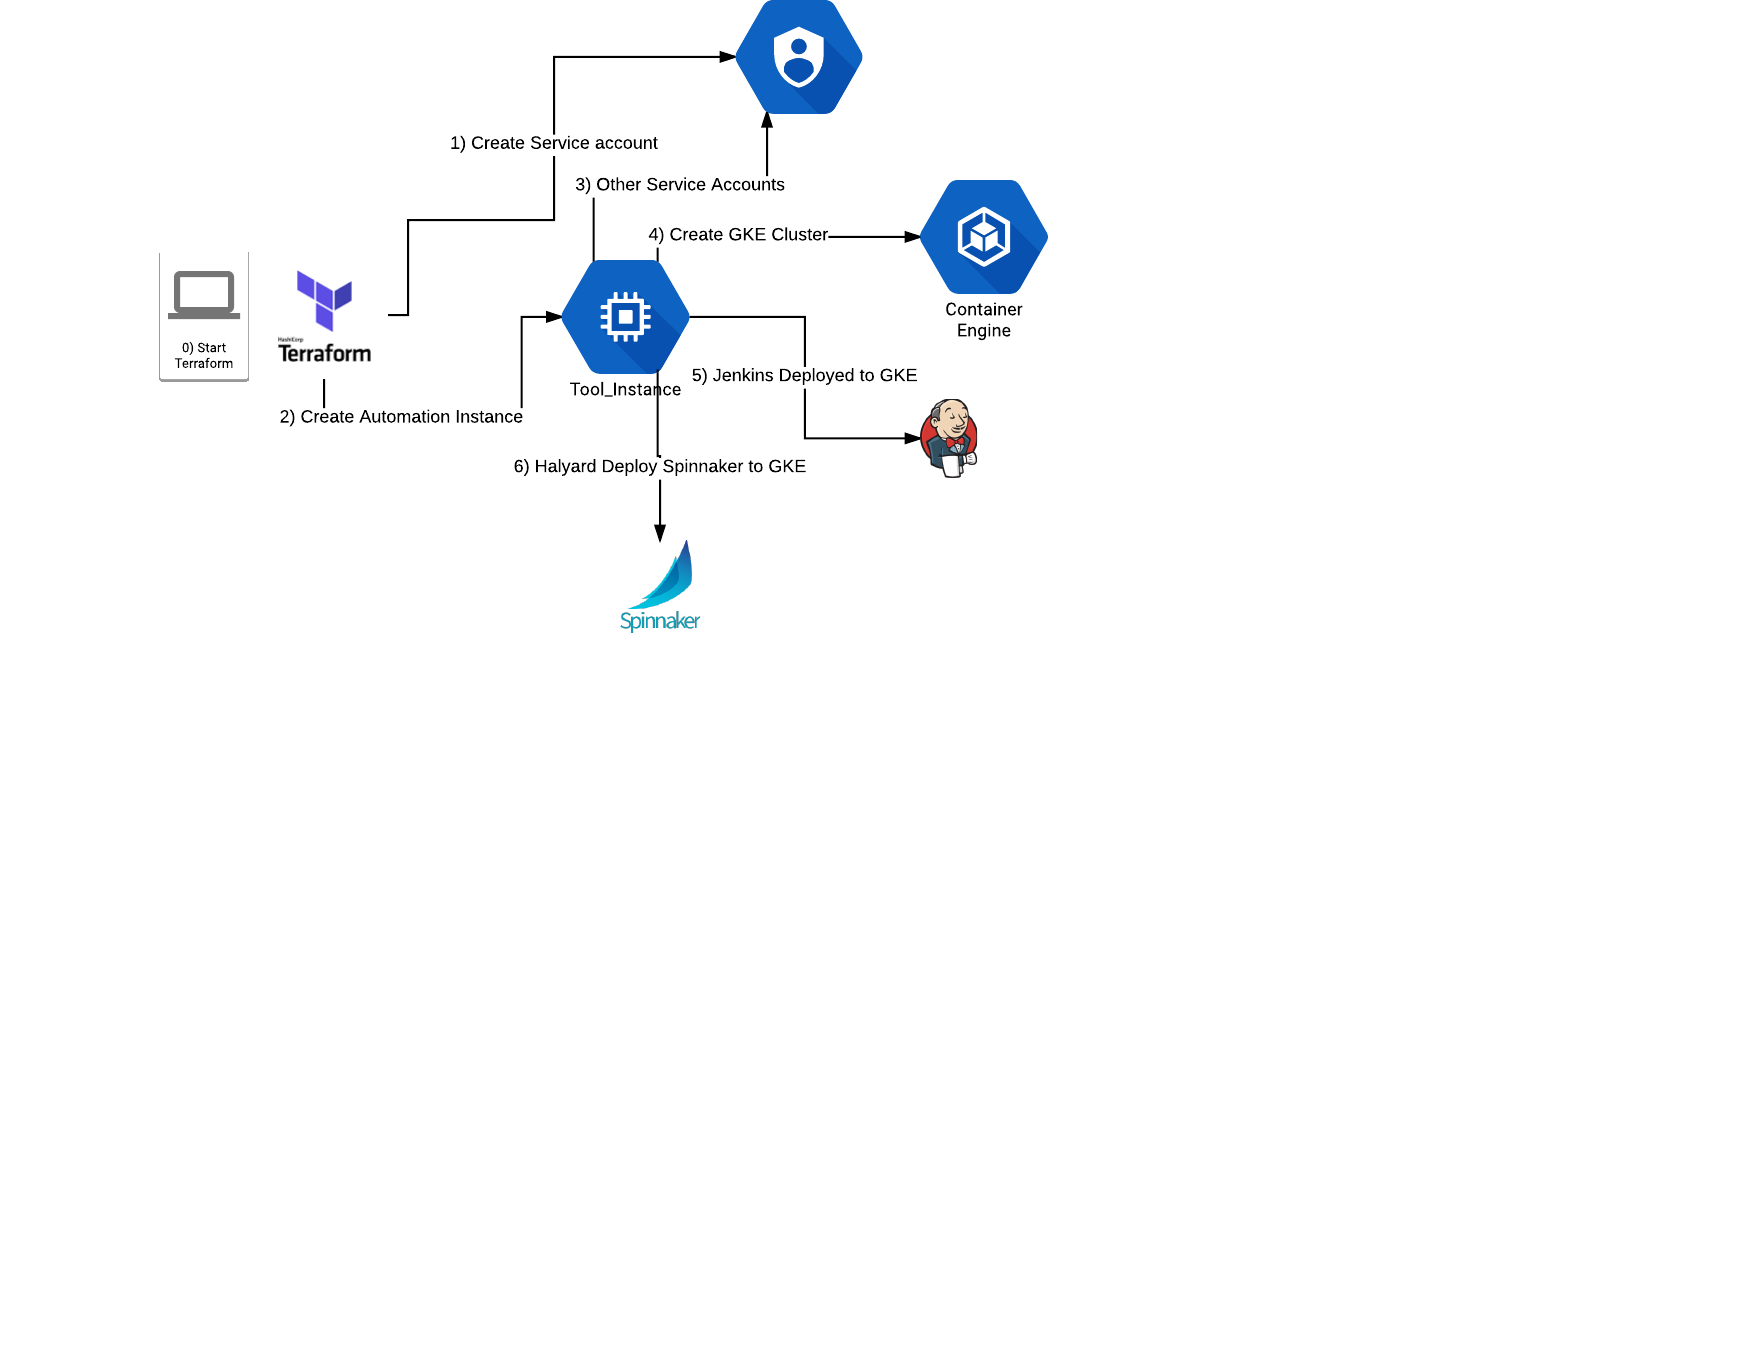 1) Create Service account
3) Other Service Accounts
4) Create GKE Cluster
Container
Engine
0) Start
Terraform
HashiCorp
Terraform
Tool_Instance
5) Jenkins Deployed to GKE
2) Create Automation Instance
6) Halyard Deploy Spinnaker to GKE
Spinnaker